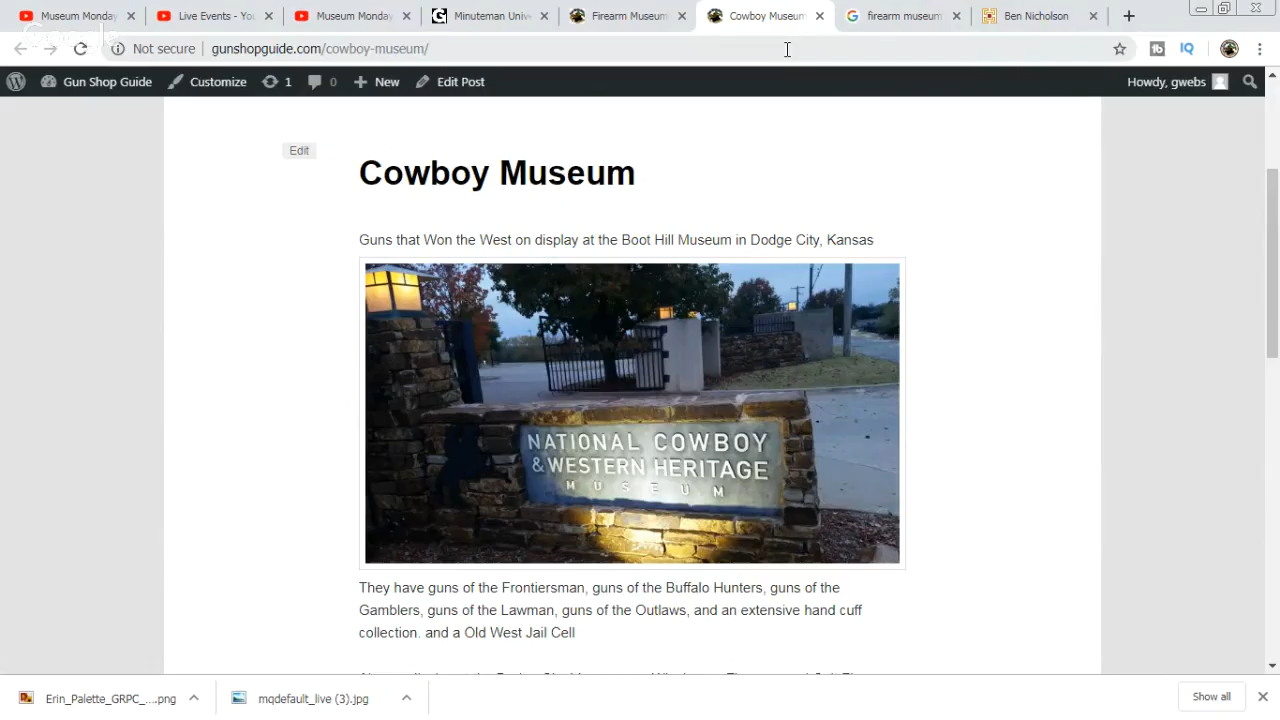 Museum Monday
Live Events - You
Museum Monday
Minuteman Unive
Firearm Museum
Cowboy Museum
firearm museum
Ben Nicholson
Google
Not secure
gunshopguide.com/cowboy-museum/
Gun Shop Guide
Customize
1
0
New
Edit Post
Howdy, gwebs
Edit
Cowboy Museum
Guns that Won the West on display at the Boot Hill Museum in Dodge City, Kansas
NATIONAL COWBOY
& WESTERN HERITAGE
MUSEUM
They have guns of the Frontiersman, guns of the Buffalo Hunters, guns of the
Gamblers, guns of the Lawman, guns of the Outlaws, and an extensive hand cuff
collection. and a Old West Jail Cell
Erin_Palette_GRPC_....png
mqdefault_live (3).jpg
Show all